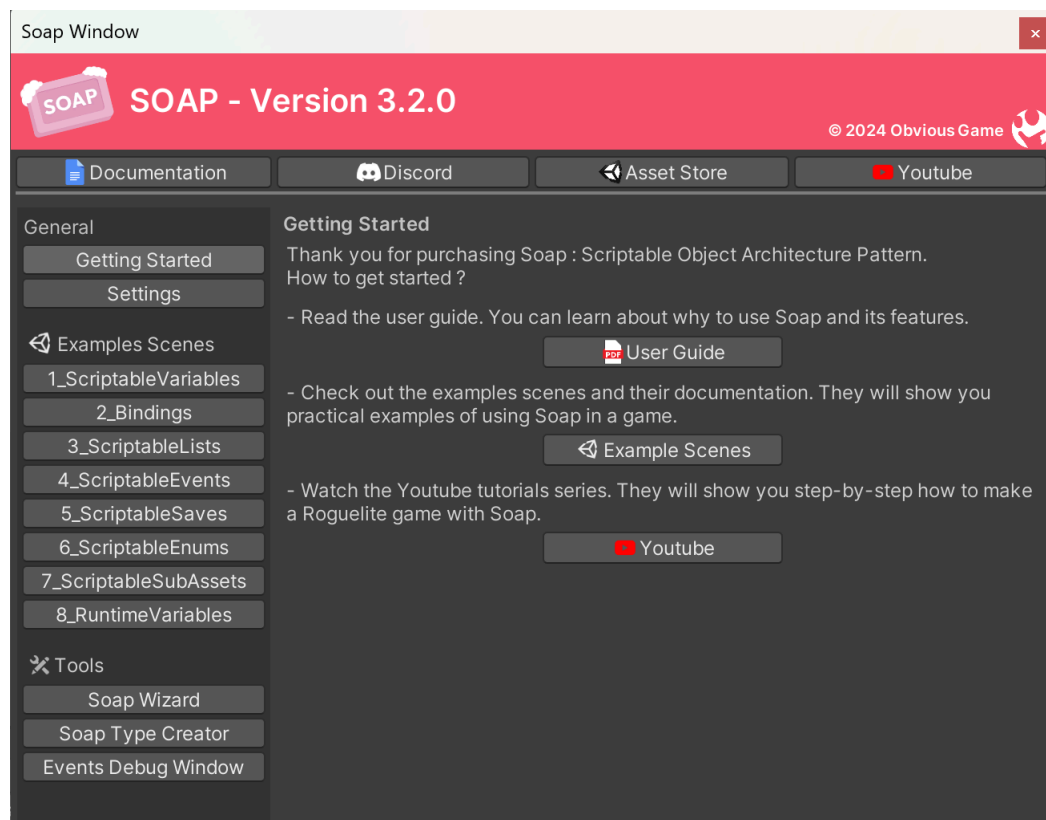 Soap Window
SOAP
SOAP - Version 3.2.0
© 2024 Obvious Game
Documentation
Discord
Asset Store
Youtube
General
Getting Started
Settings
Examples Scenes
1_ScriptableVariables
2_Bindings
3_ScriptableLists
4_ScriptableEvents
5_ScriptableSaves
6_ScriptableEnums
7_ScriptableSubAssets
8_RuntimeVariables
Tools
Soap Wizard
Soap Type Creator
Events Debug Window
Getting Started
Thank you for purchasing Soap : Scriptable Object Architecture Pattern.
How to get started ?
- Read the user guide. You can learn about why to use Soap and its features.
PDF User Guide
- Check out the examples scenes and their documentation. They will show you
practical examples of using Soap in a game.
Example Scenes
- Watch the Youtube tutorials series. They will show you step-by-step how to make
a Roguelite game with Soap.
Youtube